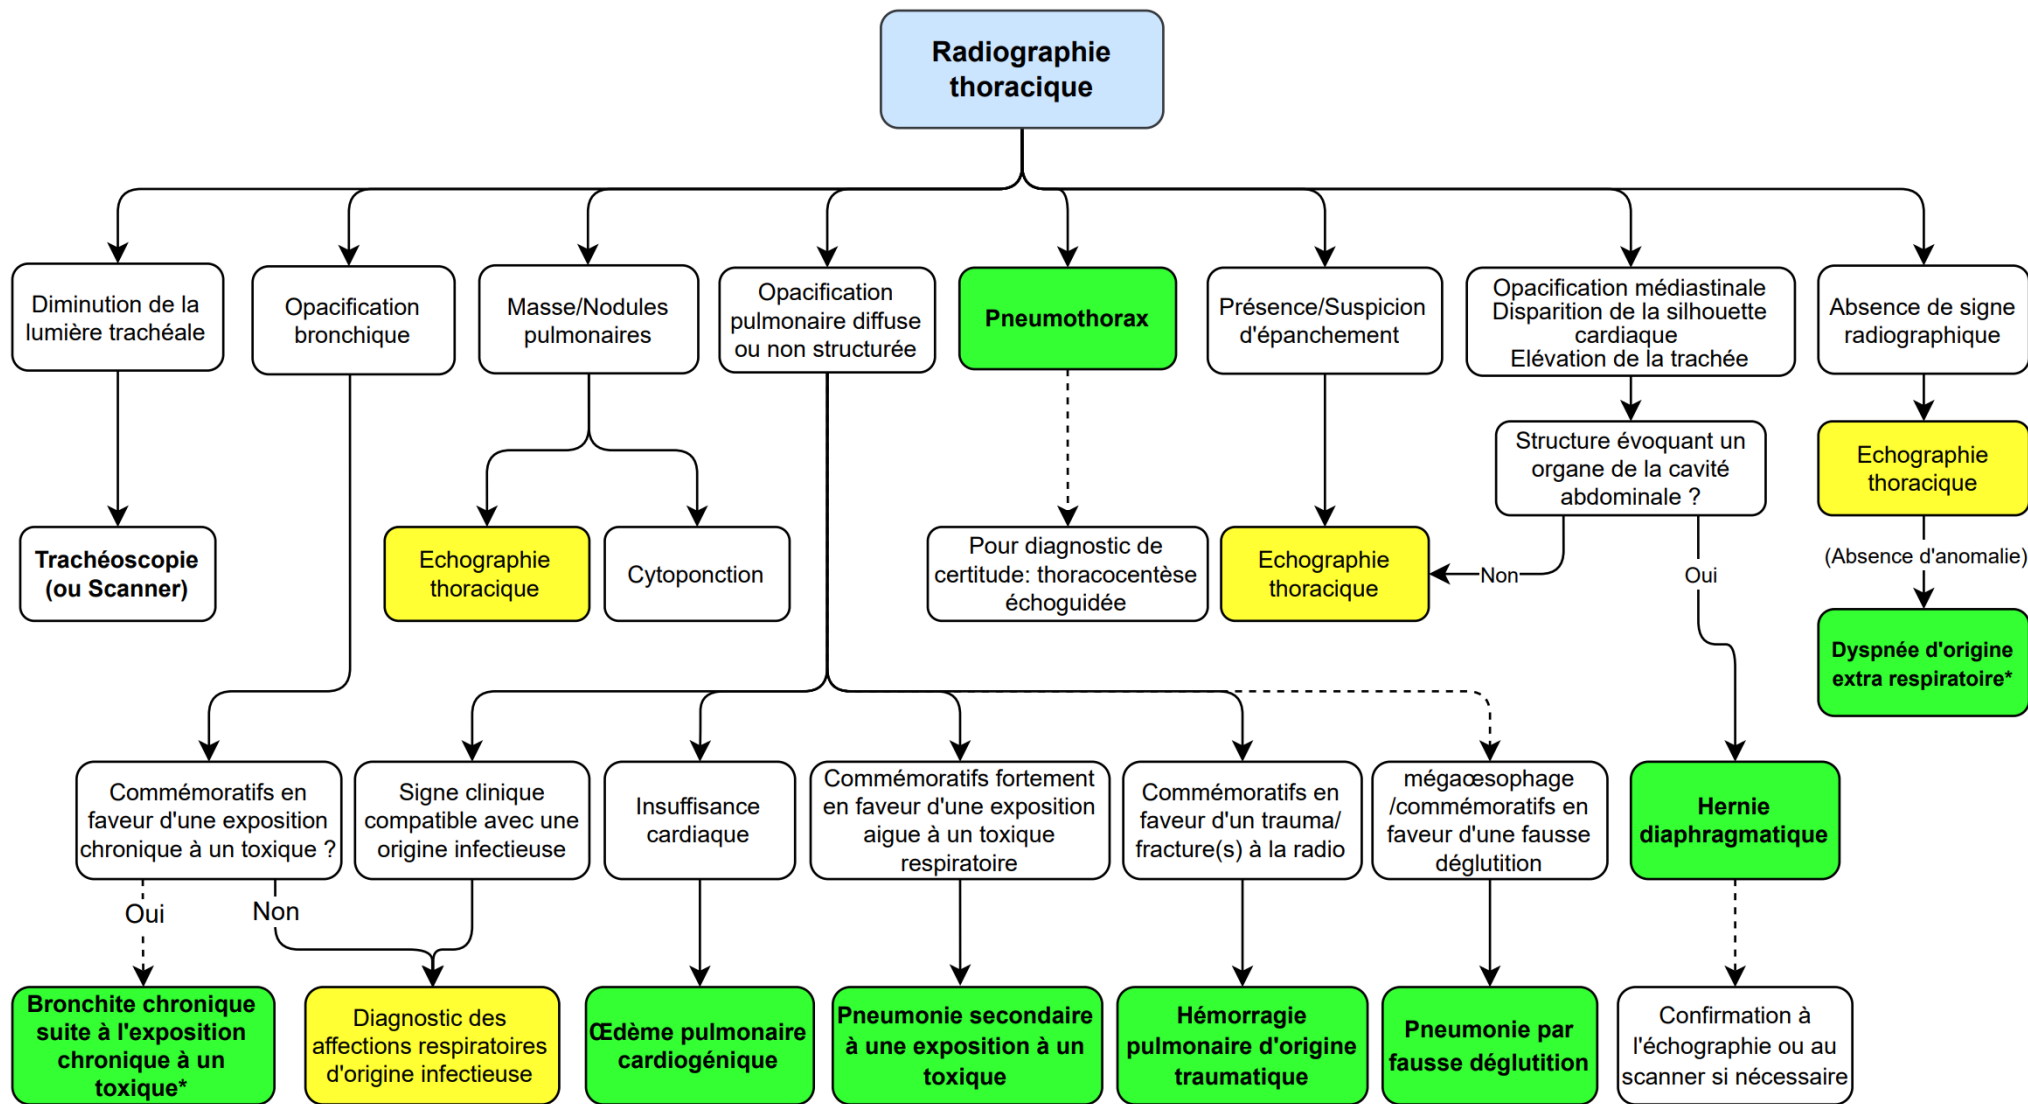 Radiographie
thoracique
Diminution de la
lumière trachéale
Opacification
bronchique
Masse/Nodules
pulmonaires
Opacification
pulmonaire diffuse
ou non structurée
Pneumothorax
Présence/Suspicion
d'épanchement
Opacification médiastinale
Disparition de la silhouette
cardiaque
Elévation de la trachée
Absence de signe
radiographique
Structure évoquant un
organe de la cavité
abdominale ?
Echographie
thoracique
Trachéoscopie
(ou Scanner)
Echographie
thoracique
Cytoponction
Pour diagnostic de
certitude: thoracocentèse
échoguidée
Echographie
thoracique
Non
Oui
(Absence d'anomalie)
Dyspnée d'origine
extra respiratoire*
Commémoratifs en
faveur d'une exposition
chronique à un toxique ?
Signe clinique
compatible avec une
origine infectieuse
Insuffisance
cardiaque
Commémoratifs fortement
en faveur d'une exposition
aigue à un toxique
respiratoire
Commémoratifs en
faveur d'un trauma/
fracture(s) à la radio
mégaœsophage
/commémoratifs en
faveur d'une fausse
déglutition
Hernie
diaphragmatique
Oui
Non
Bronchite chronique
suite à l'exposition
chronique à un
toxique*
Diagnostic des
affections respiratoires
d'origine infectieuse
Œdème pulmonaire
cardiogénique
Pneumonie secondaire
à une exposition à un
toxique
Hémorragie
pulmonaire d'origine
traumatique
Pneumonie par
fausse déglutition
Confirmation à
l'échographie ou au
scanner si nécessaire